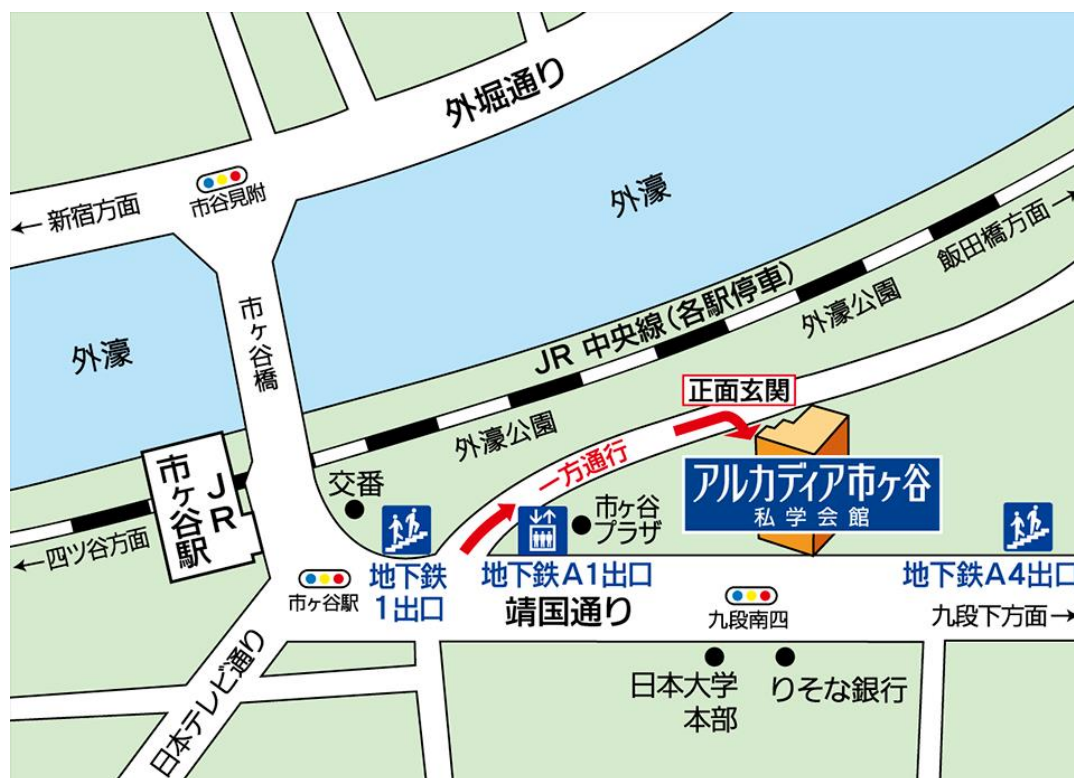 外堀通り
市谷見附
←新宿方面
外濠
飯田橋方面→
市ヶ谷橋
外濠
JR 中央線(各駅停車)
外濠公園
正面玄関
外濠公園
一方通行
JR
市ヶ谷駅
交番
市ヶ谷
プラザ
アルカディア市ヶ谷
私学会館
←四ツ谷方面
地下鉄
1出口
地下鉄A1出口
地下鉄A4出口
市ヶ谷駅
靖国通り
九段南四
九段下方面→
日本テレビ通り
日本大学
本部
りそな銀行